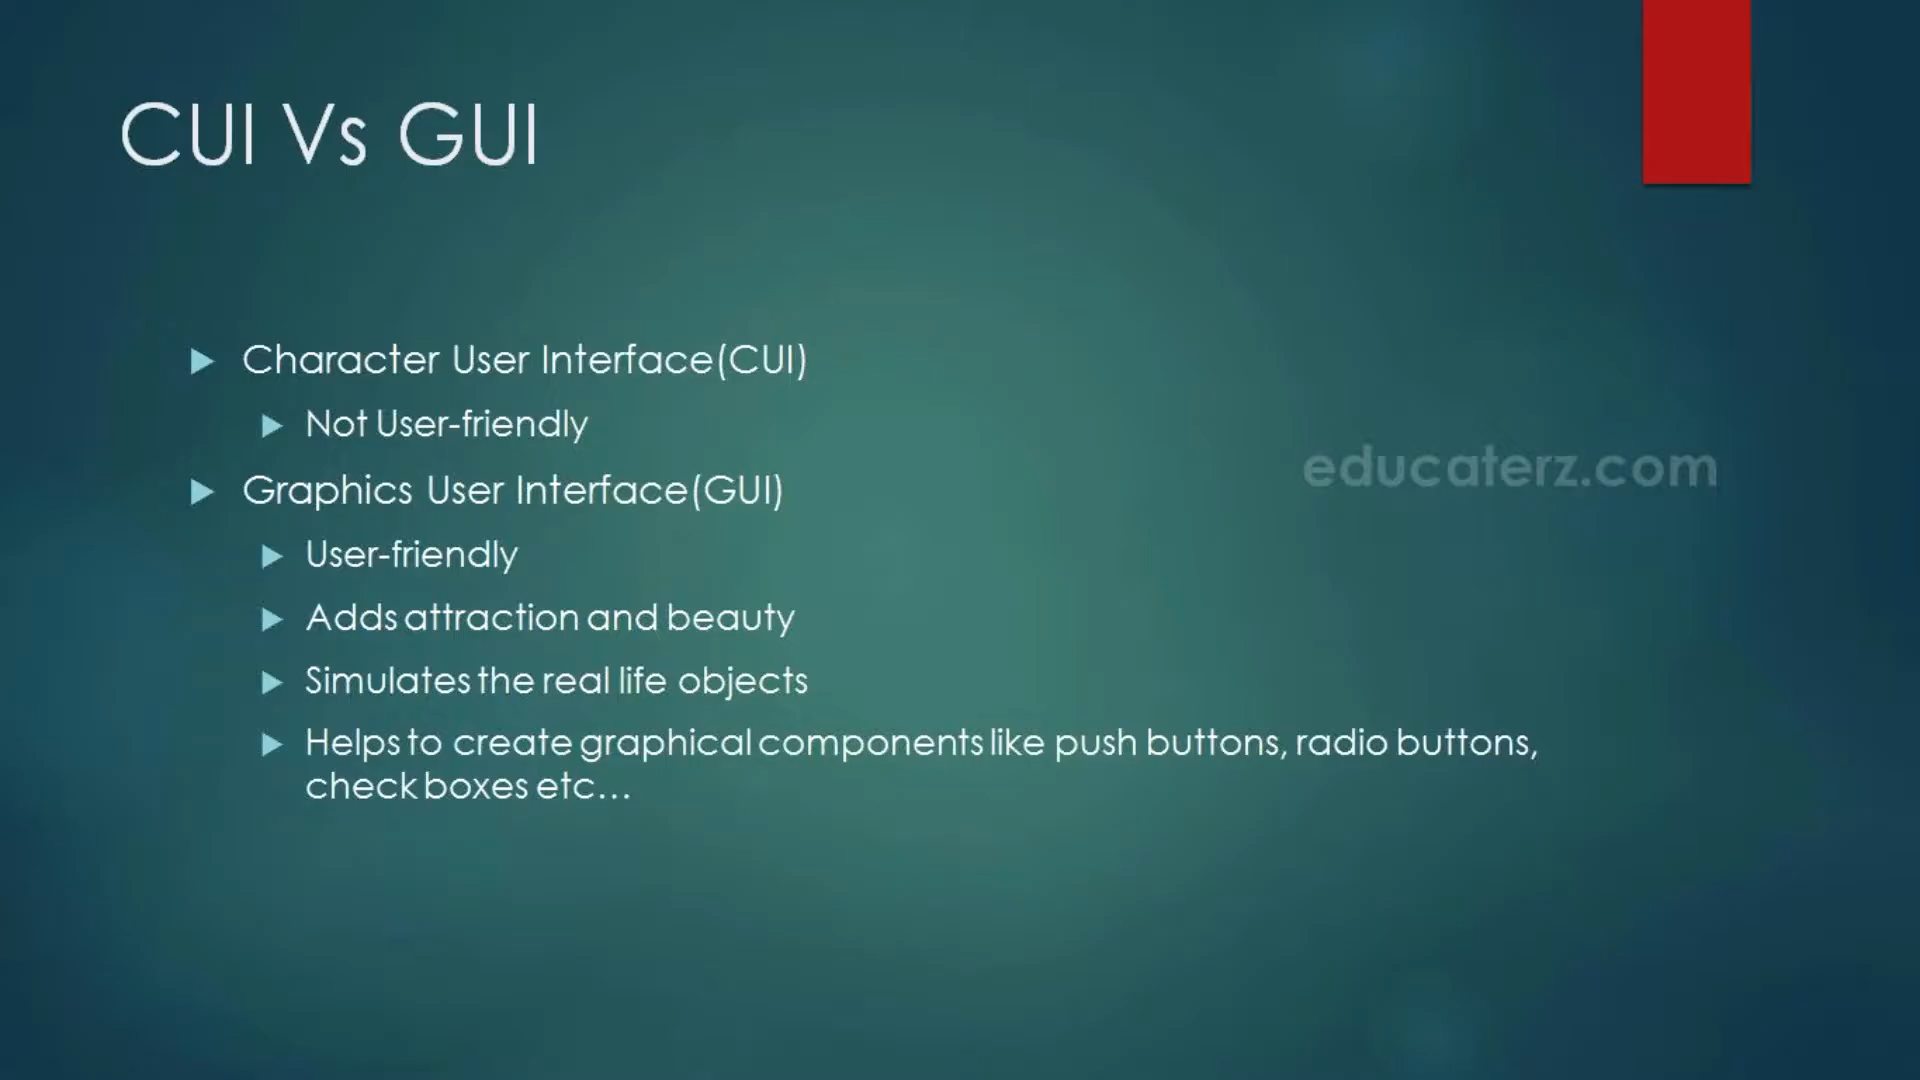 CUI Vs GUI
Character User Interface(CUI)
Not User-friendly
Graphics User Interface(GUI)
educaterz.com
User-friendly
Adds attraction and beauty
Simulates the real life objects
Helps to create graphical components like push buttons, radio buttons,
check boxes etc...